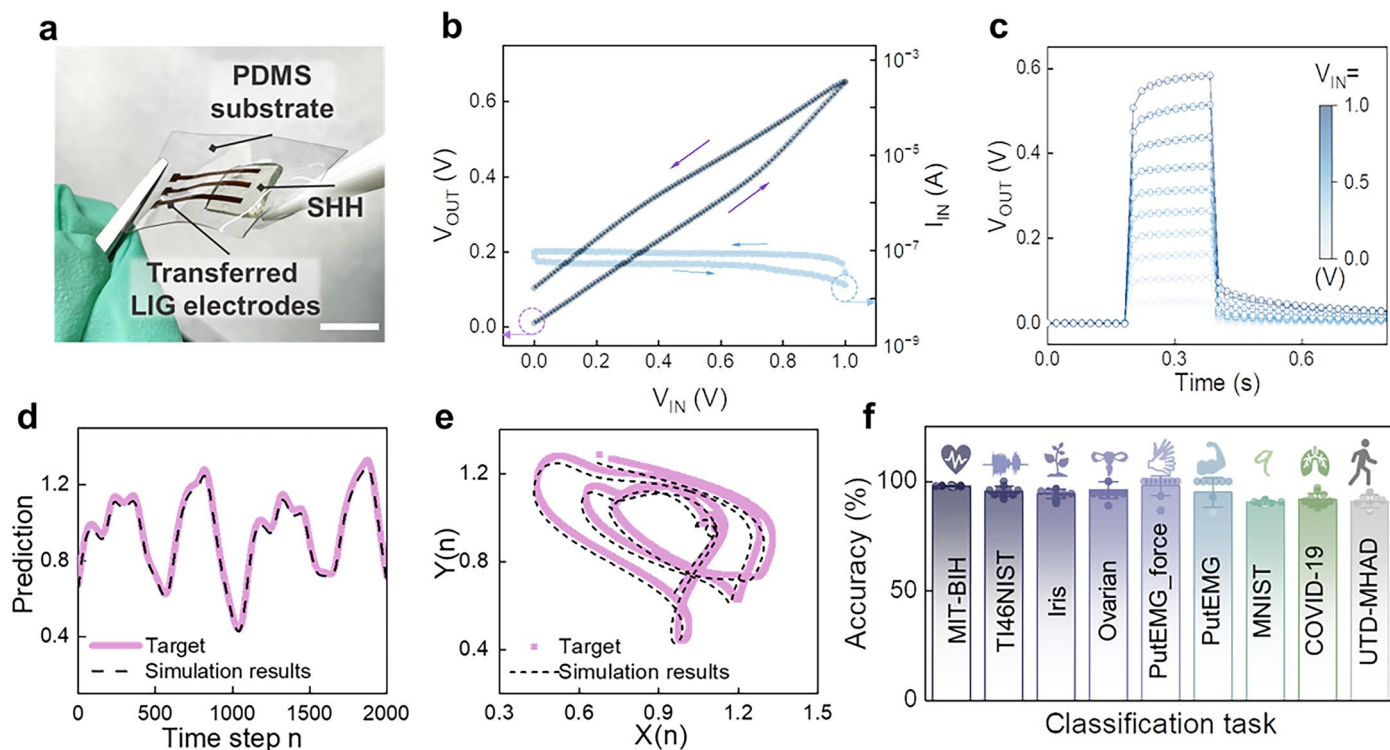 a
PDMS
substrate
SHH
Transferred
LIG electrodes
b
V_OUT (V)
0.6
0.4
0.2
0.0
0.0 0.2 0.4 0.6 0.8 1.0
V_IN (V)
10⁻³
10⁻⁵
10⁻⁷
10⁻⁹
I_IN (A)
c
V_OUT (V)
0.6
0.4
0.2
0.0
0.0 0.3 0.6
Time (s)
V_IN=
1.0
0.5
0.0
(V)
d
Prediction
1.2
0.8
0.4
Target
Simulation results
0 500 1000 1500 2000
Time step n
e
Y(n)
1.2
0.8
0.4
Target
Simulation results
0.3 0.6 0.9 1.2 1.5
X(n)
f
Accuracy (%)
100
50
0
MIT-BIH
TI46NIST
Iris
Ovarian
PutEMG_force
PutEMG
MNIST
COVID-19
UTD-MHAD
Classification task